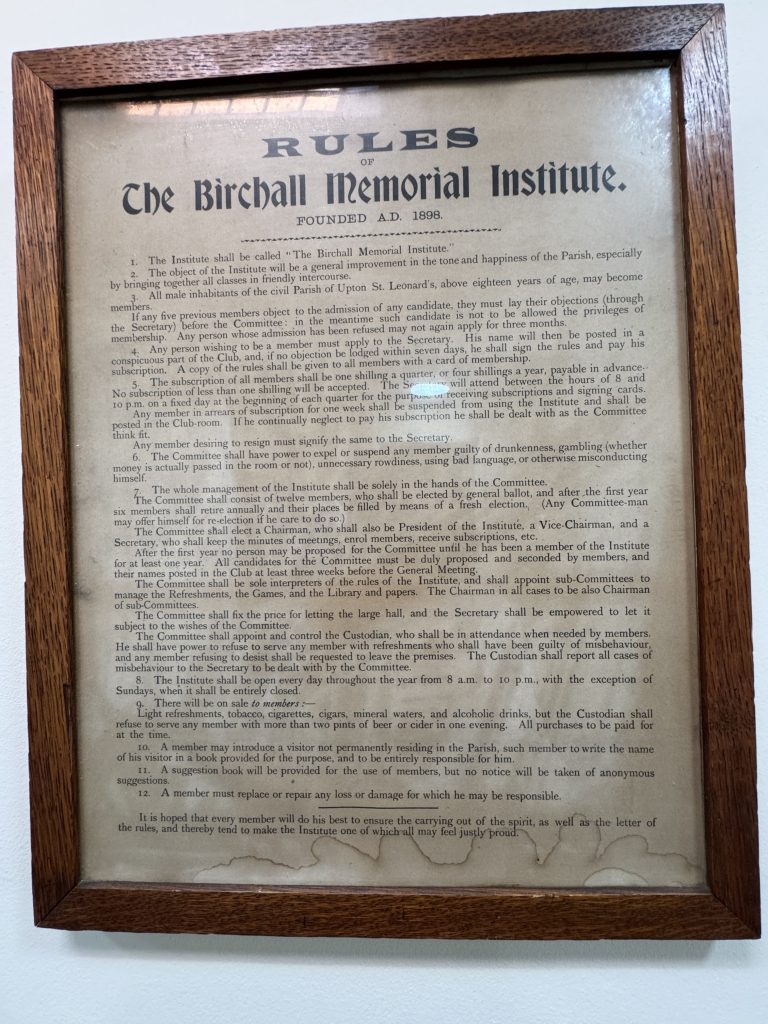 RULES
OF
The Birchall Memorial Institute.
FOUNDED A.D. 1898.
1. The Institute shall be called "The Birchall Memorial Institute."
2. The object of the Institute will be a general improvement in the tone and happiness of the Parish, especially
by bringing together all classes in friendly intercourse.
3. All male inhabitants of the civil Parish of Upton St. Leonard's, above eighteen years of age, may become
members.
If any five previous members object to the admission of any candidate, they must lay their objections (through
the Secretary) before the Committee: in the meantime such candidate is not to be allowed the privileges of
membership. Any person whose admission has been refused may not again apply for three months.
4. Any person wishing to be a member must apply to the Secretary. His name will then be posted in a
conspicuous part of the Club, and, if no objection be lodged within seven days, he shall sign the rules and pay his
subscription. A copy of the rules shall be given to all members with a card of membership.
5. The subscription of all members shall be one shilling a quarter, or four shillings a year, payable in advance.
No subscription of less than one shilling will be accepted. The Secretary will attend between the hours of 8 and
10 p.m. on a fixed day at the beginning of each quarter for the purpose of receiving subscriptions and signing cards.
Any member in arrears of subscription for one week shall be suspended from using the Institute and shall be
posted in the Club-room. If he continually neglect to pay his subscription he shall be dealt with as the Committee
think fit.
Any member desiring to resign must signify the same to the Secretary.
6. The Committee shall have power to expel or suspend any member guilty of drunkenness, gambling (whether
money is actually passed in the room or not), unnecessary rowdiness, using bad language, or otherwise misconducting
himself.
7. The whole management of the Institute shall be solely in the hands of the Committee.
The Committee shall consist of twelve members, who shall be elected by general ballot, and after the first year
six members shall retire annually and their places be filled by means of a fresh election. (Any Committee-man
may offer himself for re-election if he care to do so.)
The Committee shall elect a Chairman, who shall also be President of the Institute, a Vice-Chairman, and a
Secretary, who shall keep the minutes of meetings, enrol members, receive subscriptions, etc.
After the first year no person may be proposed for the Committee until he has been a member of the Institute
for at least one year. All candidates for the Committee must be duly proposed and seconded by members, and
their names posted in the Club at least three weeks before the General Meeting.
The Committee shall be sole interpreters of the rules of the Institute, and shall appoint sub-Committees to
manage the Refreshments, the Games, and the Library and papers. The Chairman in all cases to be also Chairman
of sub-Committees.
The Committee shall fix the price for letting the large hall, and the Secretary shall be empowered to let it
subject to the wishes of the Committee.
The Committee shall appoint and control the Custodian, who shall be in attendance when needed by members.
He shall have power to refuse to serve any member with refreshments who shall have been guilty of misbehaviour,
and any member refusing to desist shall be requested to leave the premises. The Custodian shall report all cases of
misbehaviour to the Secretary to be dealt with by the Committee.
8. The Institute shall be open every day throughout the year from 8 a.m. to 10 p.m., with the exception of
Sundays, when it shall be entirely closed.
9. There will be on sale to members:—
Light refreshments, tobacco, cigarettes, cigars, mineral waters, and alcoholic drinks, but the Custodian shall
refuse to serve any member with more than two pints of beer or cider in one evening. All purchases to be paid for
at the time.
10. A member may introduce a visitor not permanently residing in the Parish, such member to write the name
of his visitor in a book provided for the purpose, and to be entirely responsible for him.
11. A suggestion book will be provided for the use of members, but no notice will be taken of anonymous
suggestions.
12. A member must replace or repair any loss or damage for which he may be responsible.
It is hoped that every member will do his best to ensure the carrying out of the spirit, as well as the letter of
the rules, and thereby tend to make the Institute one of which all may feel justly proud.